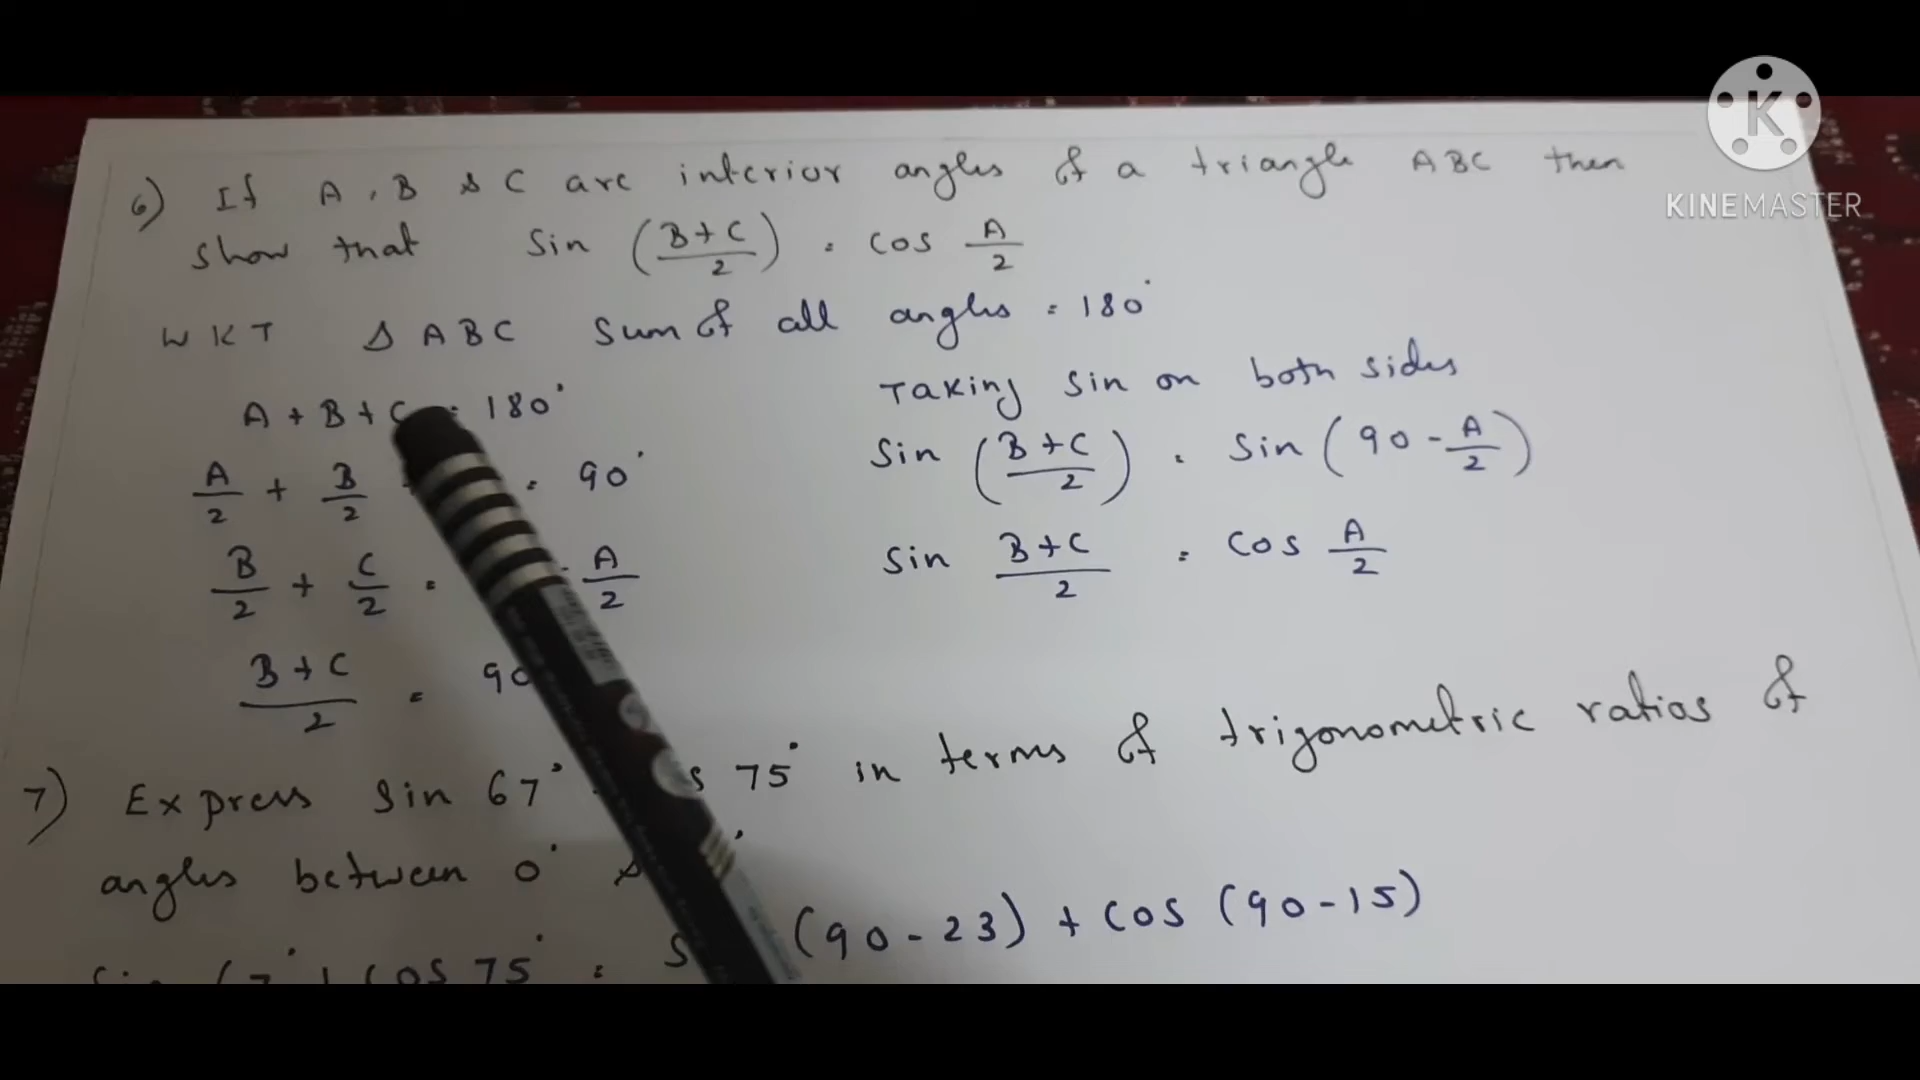 6) If A, B & C are interior angles of a triangle ABC then
show that Sin (B+C/2) = cos A/2
WKT Δ ABC Sum of all angles = 180°
A + B + C = 180°
A/2 + B/2 + = 90°
B/2 + C/2 = - A/2
B+C/2 = 90
Taking sin on both sides
Sin (B+C/2) = Sin (90 - A/2)
Sin B+C/2 = Cos A/2
7) Express Sin 67° 75° in terms of trigonometric ratios of
angles between 0° &
(90-23) + Cos (90-15)
Cos 75° =
K
KINEMASTER